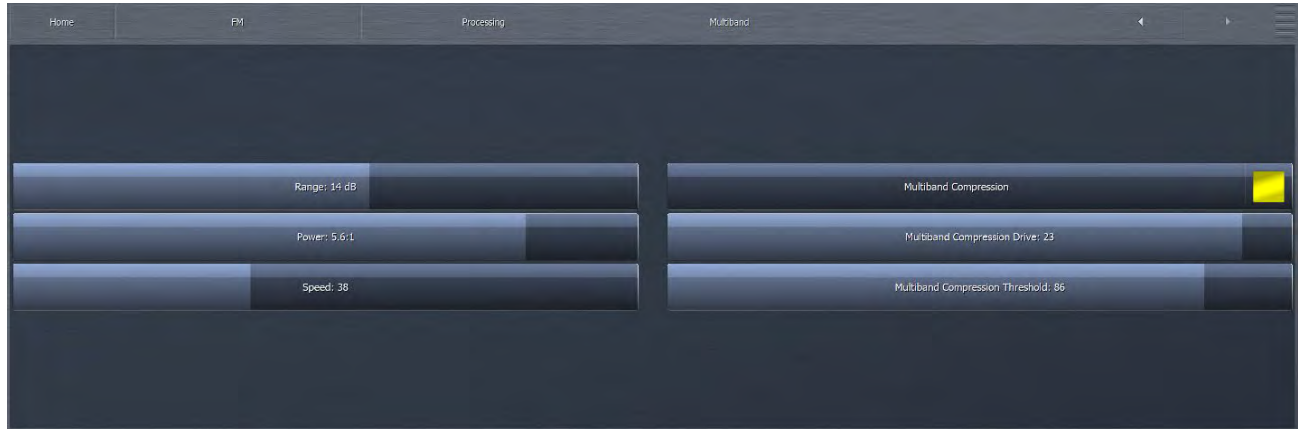 Home FM Processing Multiband
Range: 14 dB
Power: 5.6:1
Speed: 38
Multiband Compression
Multiband Compression Drive: 23
Multiband Compression Threshold: 86